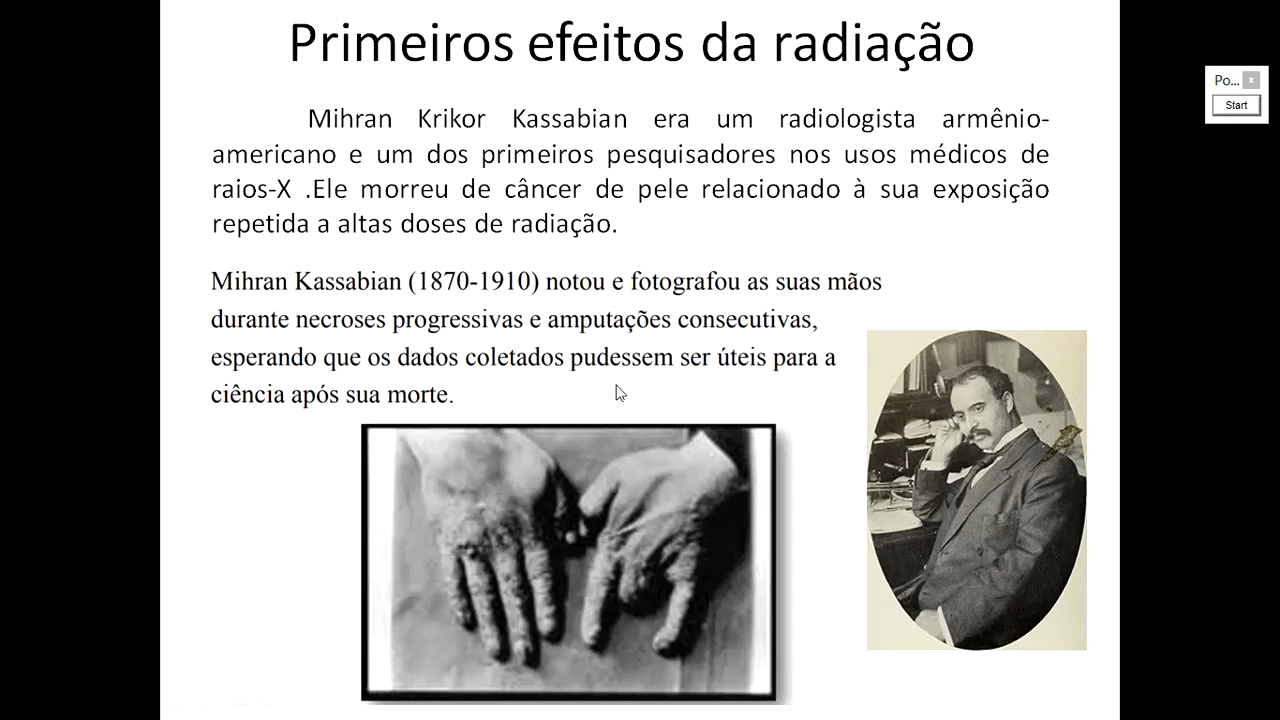 Primeiros efeitos da radiação
Mihran Krikor Kassabian era um radiologista armênio-
americano e um dos primeiros pesquisadores nos usos médicos de
raios-X .Ele morreu de câncer de pele relacionado à sua exposição
repetida a altas doses de radiação.
Mihran Kassabian (1870-1910) notou e fotografou as suas mãos
durante necroses progressivas e amputações consecutivas,
esperando que os dados coletados pudessem ser úteis para a
ciência após sua morte.
Po... x
Start